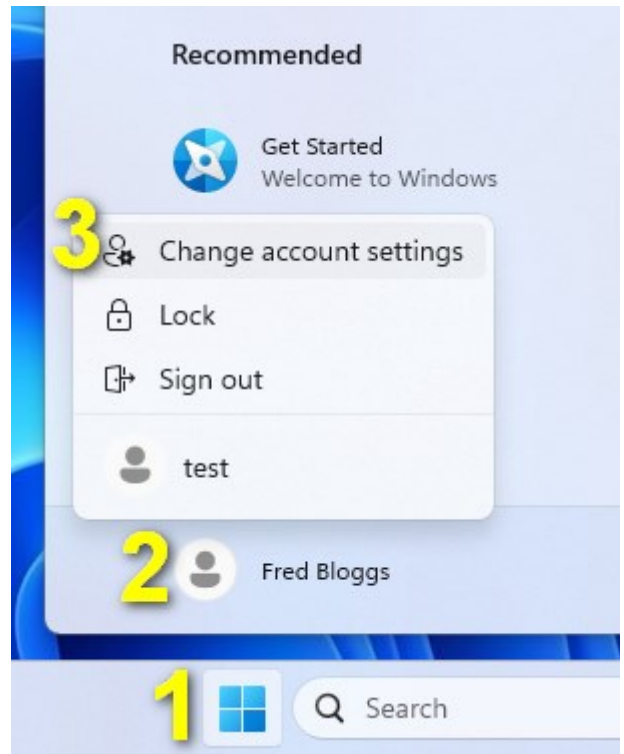 Recommended
Get Started
Welcome to Windows
3
Change account settings
Lock
Sign out
test
2
Fred Bloggs
1
Search